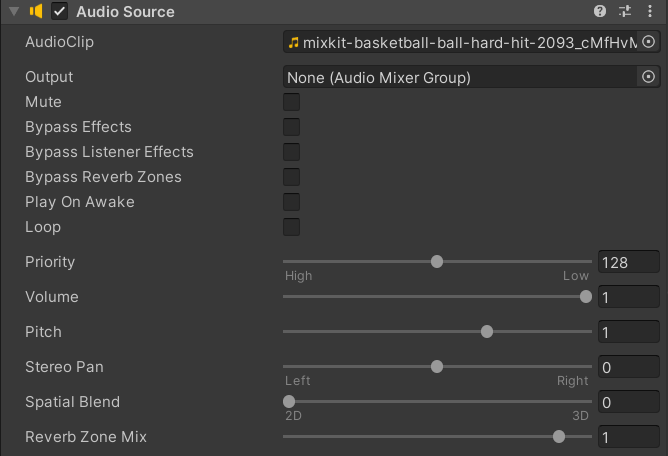 Audio Source
AudioClip mixkit-basketball-ball-hard-hit-2093_cMfHvM
Output None (Audio Mixer Group)
Mute
Bypass Effects
Bypass Listener Effects
Bypass Reverb Zones
Play On Awake
Loop
Priority 128
High Low
Volume 1
Pitch 1
Stereo Pan 0
Left Right
Spatial Blend 0
2D 3D
Reverb Zone Mix 1